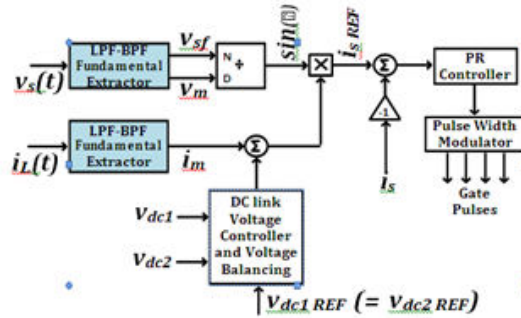 LPF-BPF
Fundamental
Extractor
v_s(t)
v_sf
v_m
N
D
÷
sin(▯)
X
i_s REF
Σ
-1
i_s
PR
Controller
Pulse Width
Modulator
Gate
Pulses
LPF-BPF
Fundamental
Extractor
i_L(t)
i_m
Σ
DC link
Voltage
Controller
and Voltage
Balancing
v_dc1
v_dc2
v_dc1 REF (= v_dc2 REF)